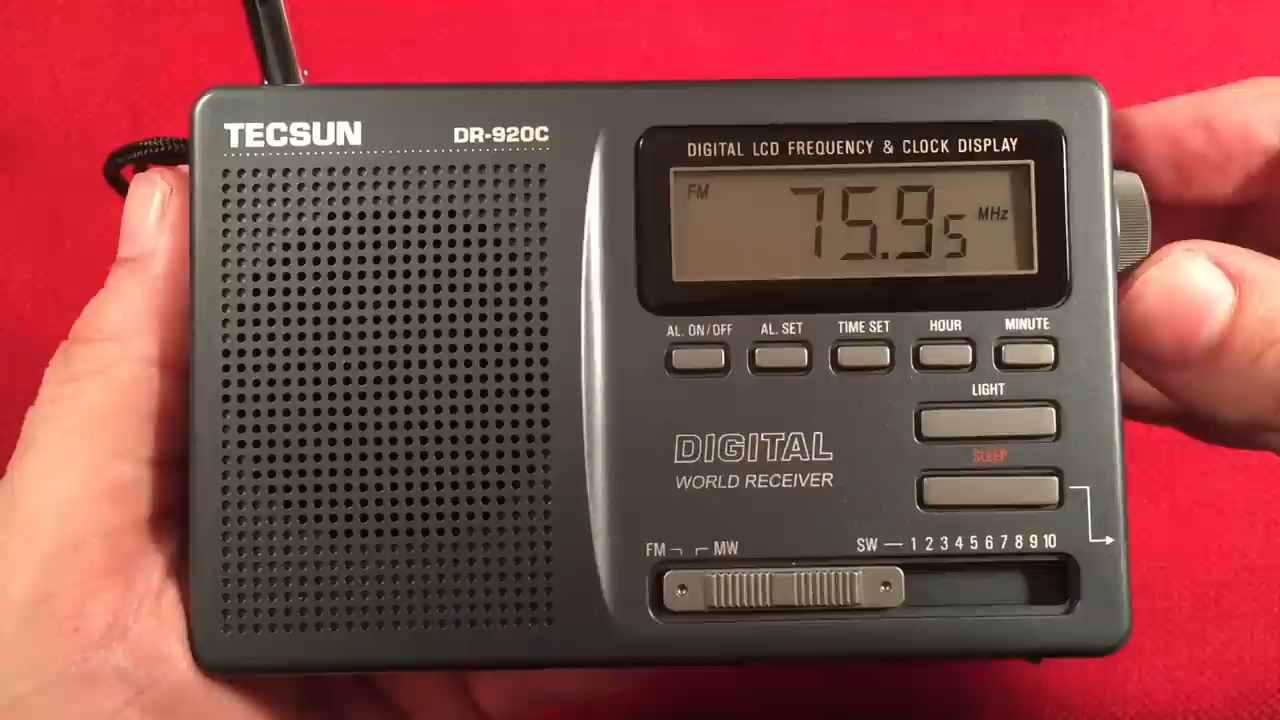 TECSUN
DR-920C
DIGITAL LCD FREQUENCY & CLOCK DISPLAY
FM
75.95 MHz
AL. ON/OFF AL. SET TIME SET HOUR MINUTE
LIGHT
SLEEP
DIGITAL
WORLD RECEIVER
FM MW SW 1 2 3 4 5 6 7 8 9 10